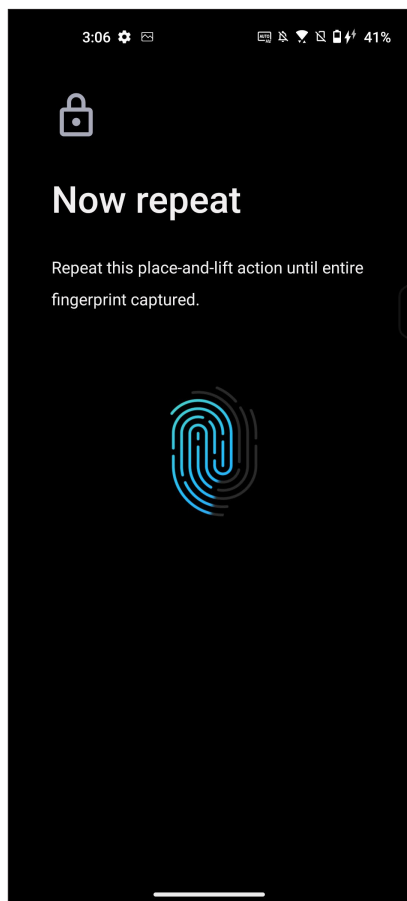 3:06 41%
Now repeat
Repeat this place-and-lift action until entire
fingerprint captured.